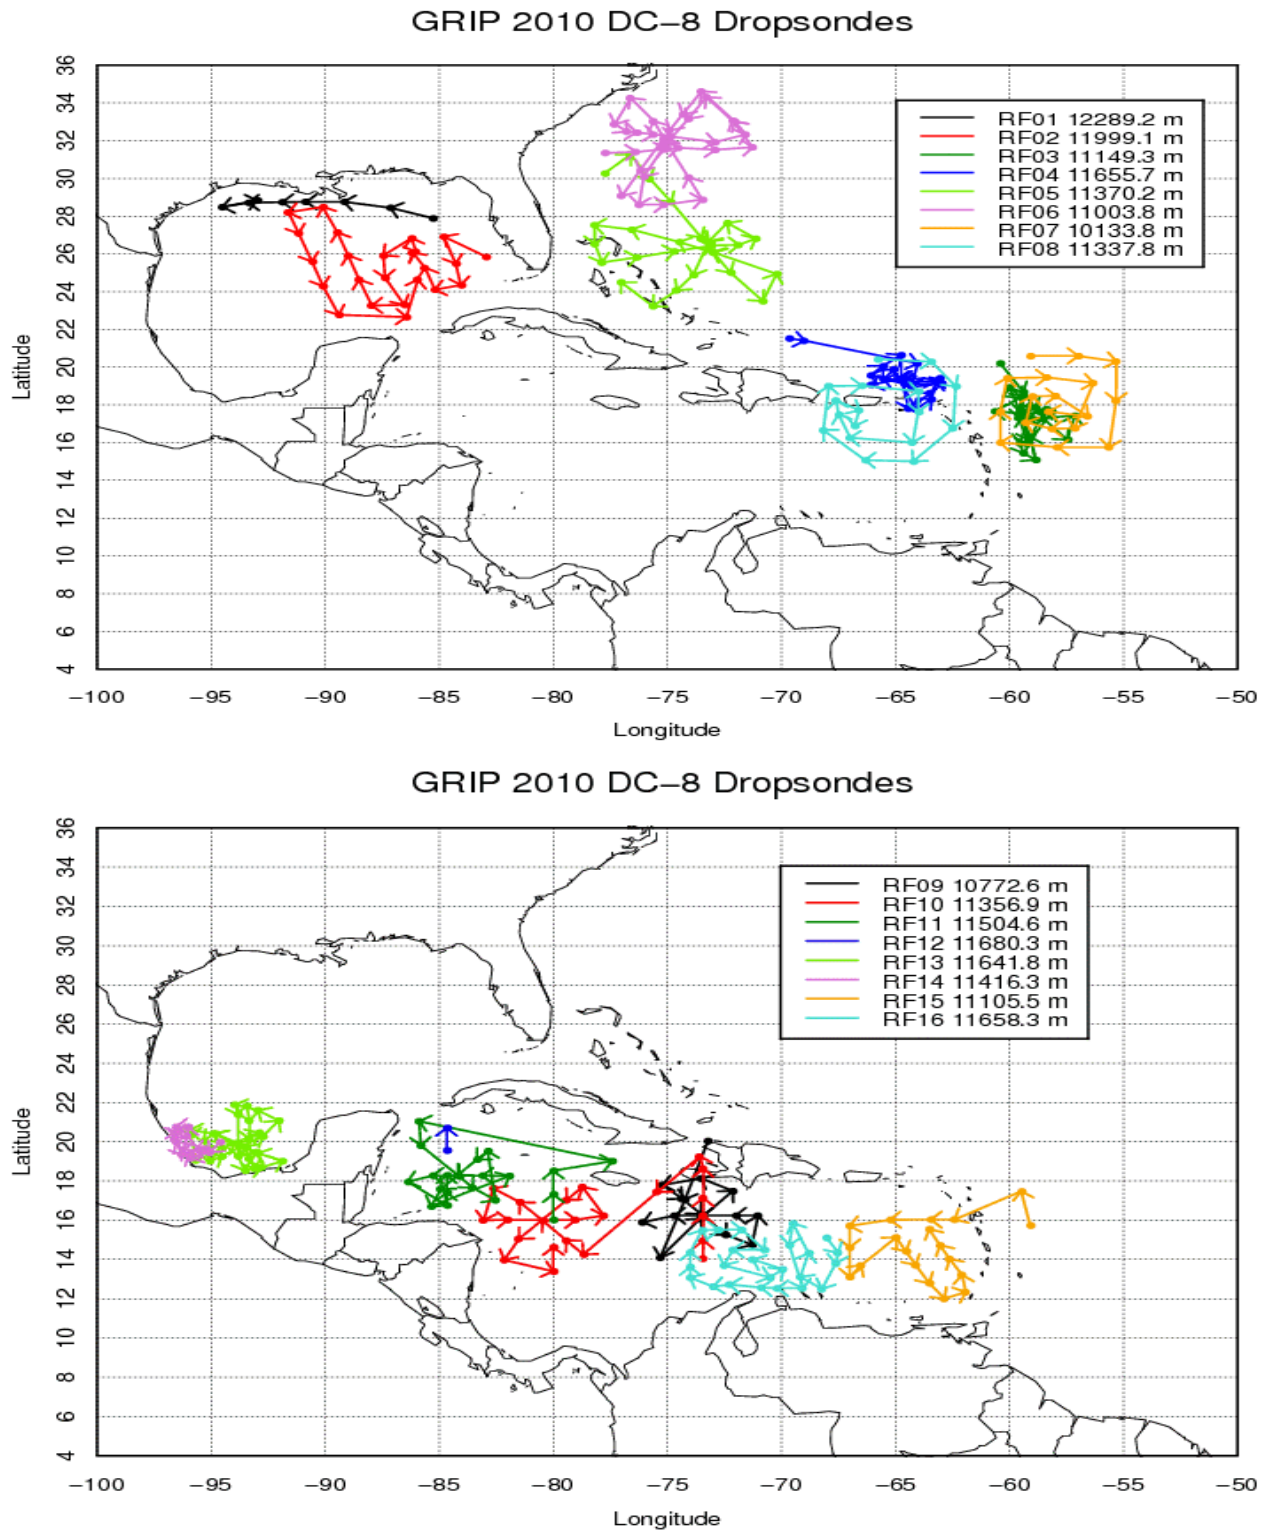 GRIP 2010 DC−8 Dropsondes
36
34
32
30
28
26
24
22
20
18
16
14
12
10
8
6
4
Latitude
RF01 12289.2 m
RF02 11999.1 m
RF03 11149.3 m
RF04 11655.7 m
RF05 11370.2 m
RF06 11003.8 m
RF07 10133.8 m
RF08 11337.8 m
−100 −95 −90 −85 −80 −75 −70 −65 −60 −55 −50
Longitude
GRIP 2010 DC−8 Dropsondes
36
34
32
30
28
26
24
22
20
18
16
14
12
10
8
6
4
Latitude
RF09 10772.6 m
RF10 11356.9 m
RF11 11504.6 m
RF12 11680.3 m
RF13 11641.8 m
RF14 11416.3 m
RF15 11105.5 m
RF16 11658.3 m
−100 −95 −90 −85 −80 −75 −70 −65 −60 −55 −50
Longitude